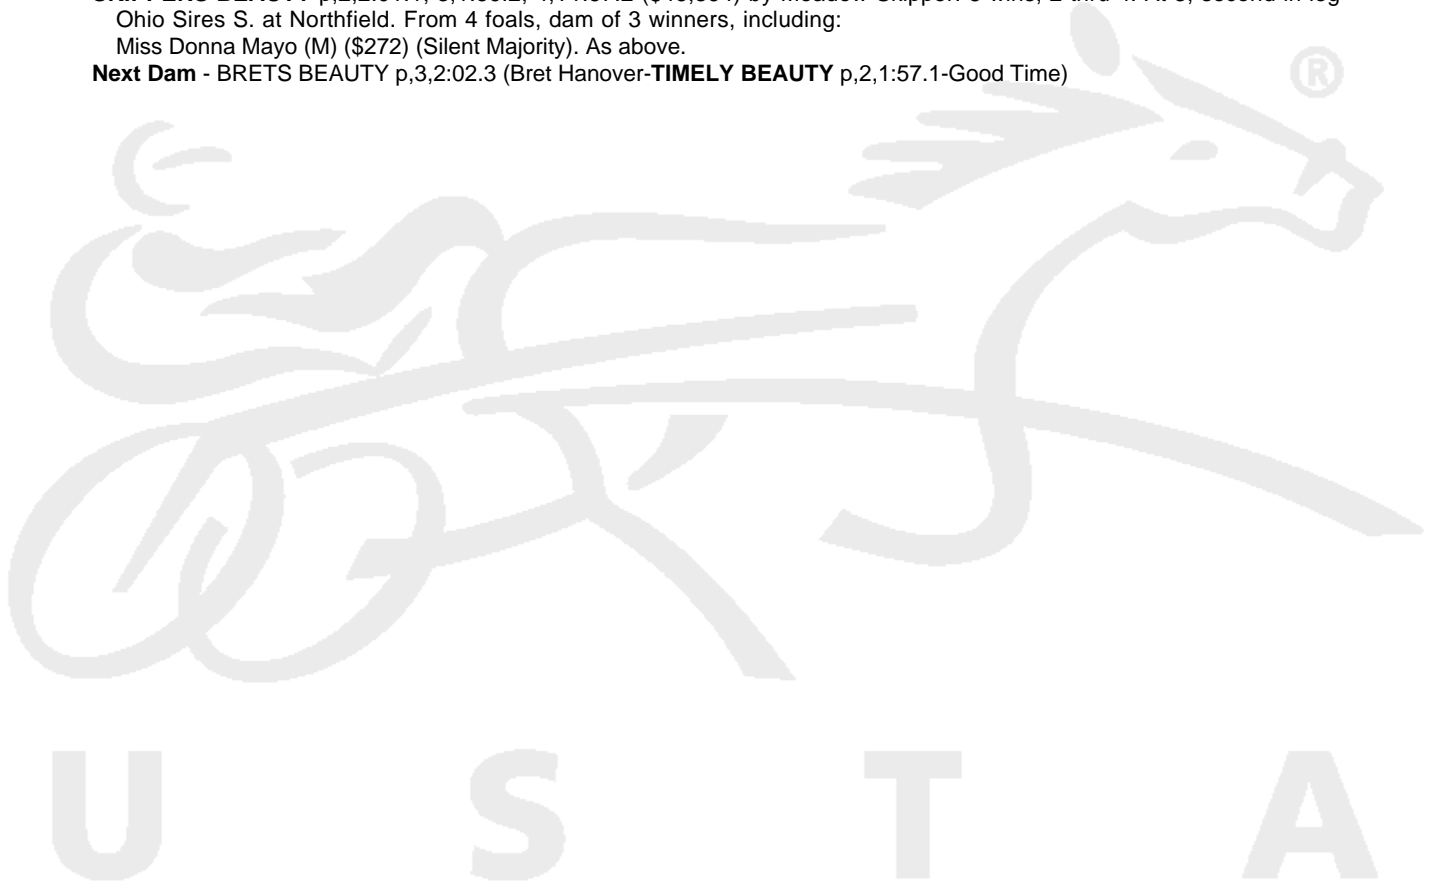 Ohio Sires S. at Northfield. From 4 foals, dam of 3 winners, including:
Miss Donna Mayo (M) ($272) (Silent Majority). As above.
Next Dam - BRETS BEAUTY p,3,2:02.3 (Bret Hanover-TIMELY BEAUTY p,2,1:57.1-Good Time)
®
U S T A